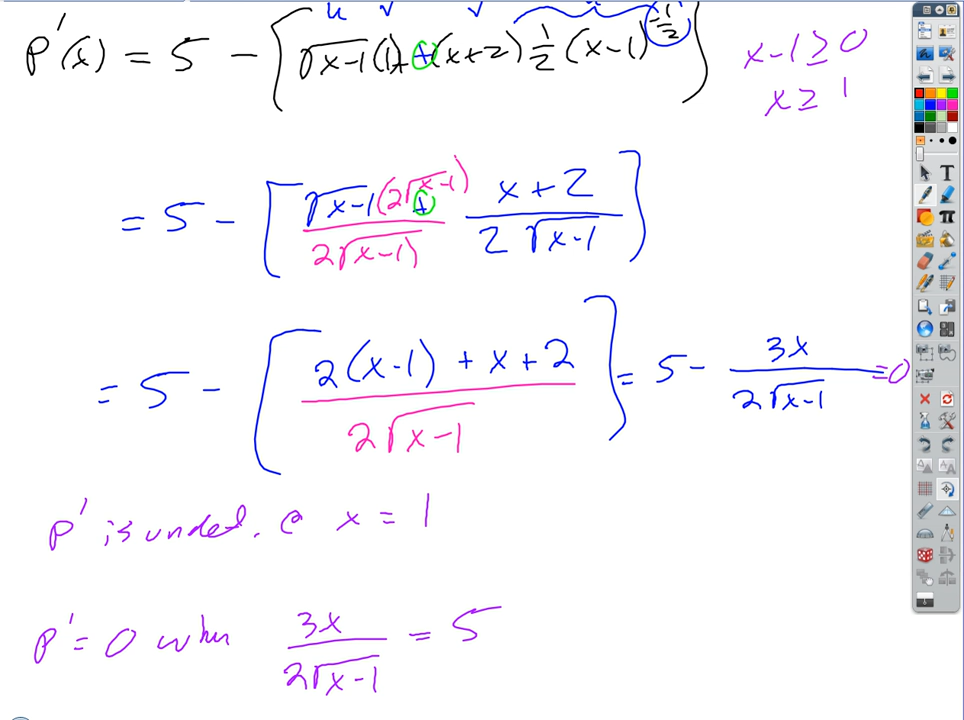 u v v u
P'(x) = 5 - [√x-1 (1) + (x+2) 1/2 (x-1)^(-1/2)]
x-1 ≥ 0
x ≥ 1
= 5 - [√x-1 (2√x-1) / 2√x-1 + x+2 / 2√x-1]
= 5 - [2(x-1) + x+2 / 2√x-1] = 5 - 3x / 2√x-1 = 0
P' is undef. @ x = 1
P' = 0 when 3x / 2√x-1 = 5